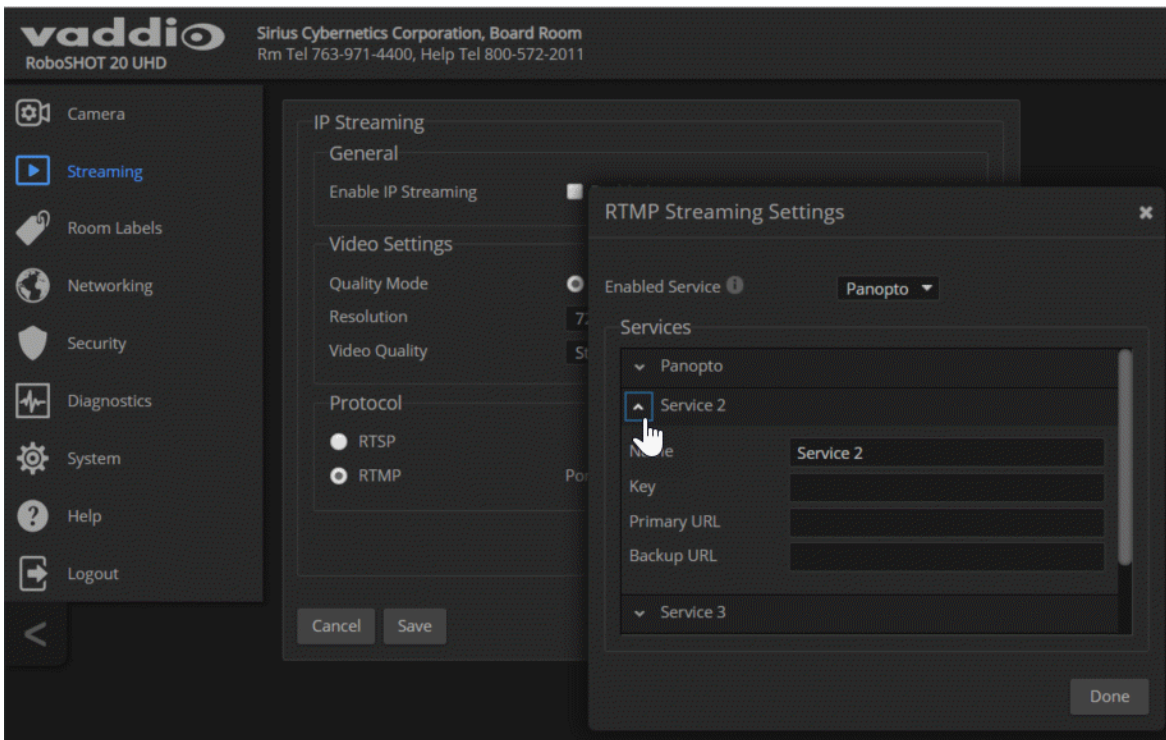 vaddio
RoboSHOT 20 UHD
Sirius Cybernetics Corporation, Board Room
Rm Tel 763-971-4400, Help Tel 800-572-2011
Camera
Streaming
Room Labels
Networking
Security
Diagnostics
System
Help
Logout
IP Streaming
General
Enable IP Streaming
Video Settings
Quality Mode
Resolution
Video Quality
Protocol
RTSP
RTMP
Cancel
Save
RTMP Streaming Settings
Enabled Service
Panopto
Services
Panopto
Service 2
Name
Service 2
Key
Primary URL
Backup URL
Service 3
Done